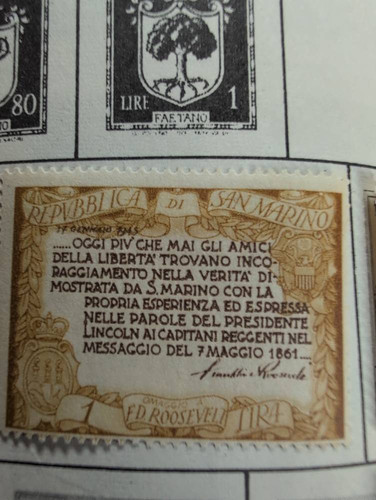 80
LIRE 1
FAETANO
REPVBBLICA DI SAN MARINO
27 GENNAIO 1945
......OGGI PIV' CHE MAI GLI AMICI
DELLA LIBERTA' TROVANO INCO-
RAGGIAMENTO NELLA VERITA' DI-
MOSTRATA DA S. MARINO CON LA
PROPRIA ESPERIENZA ED ESPRESSA
NELLE PAROLE DEL PRESIDENTE
LINCOLN AI CAPITANI REGGENTI NEL
MESSAGGIO DEL 7 MAGGIO 1861....
Franklin D Roosevelt
OMAGGIO A
1 F.D. ROOSEVELT LIRA